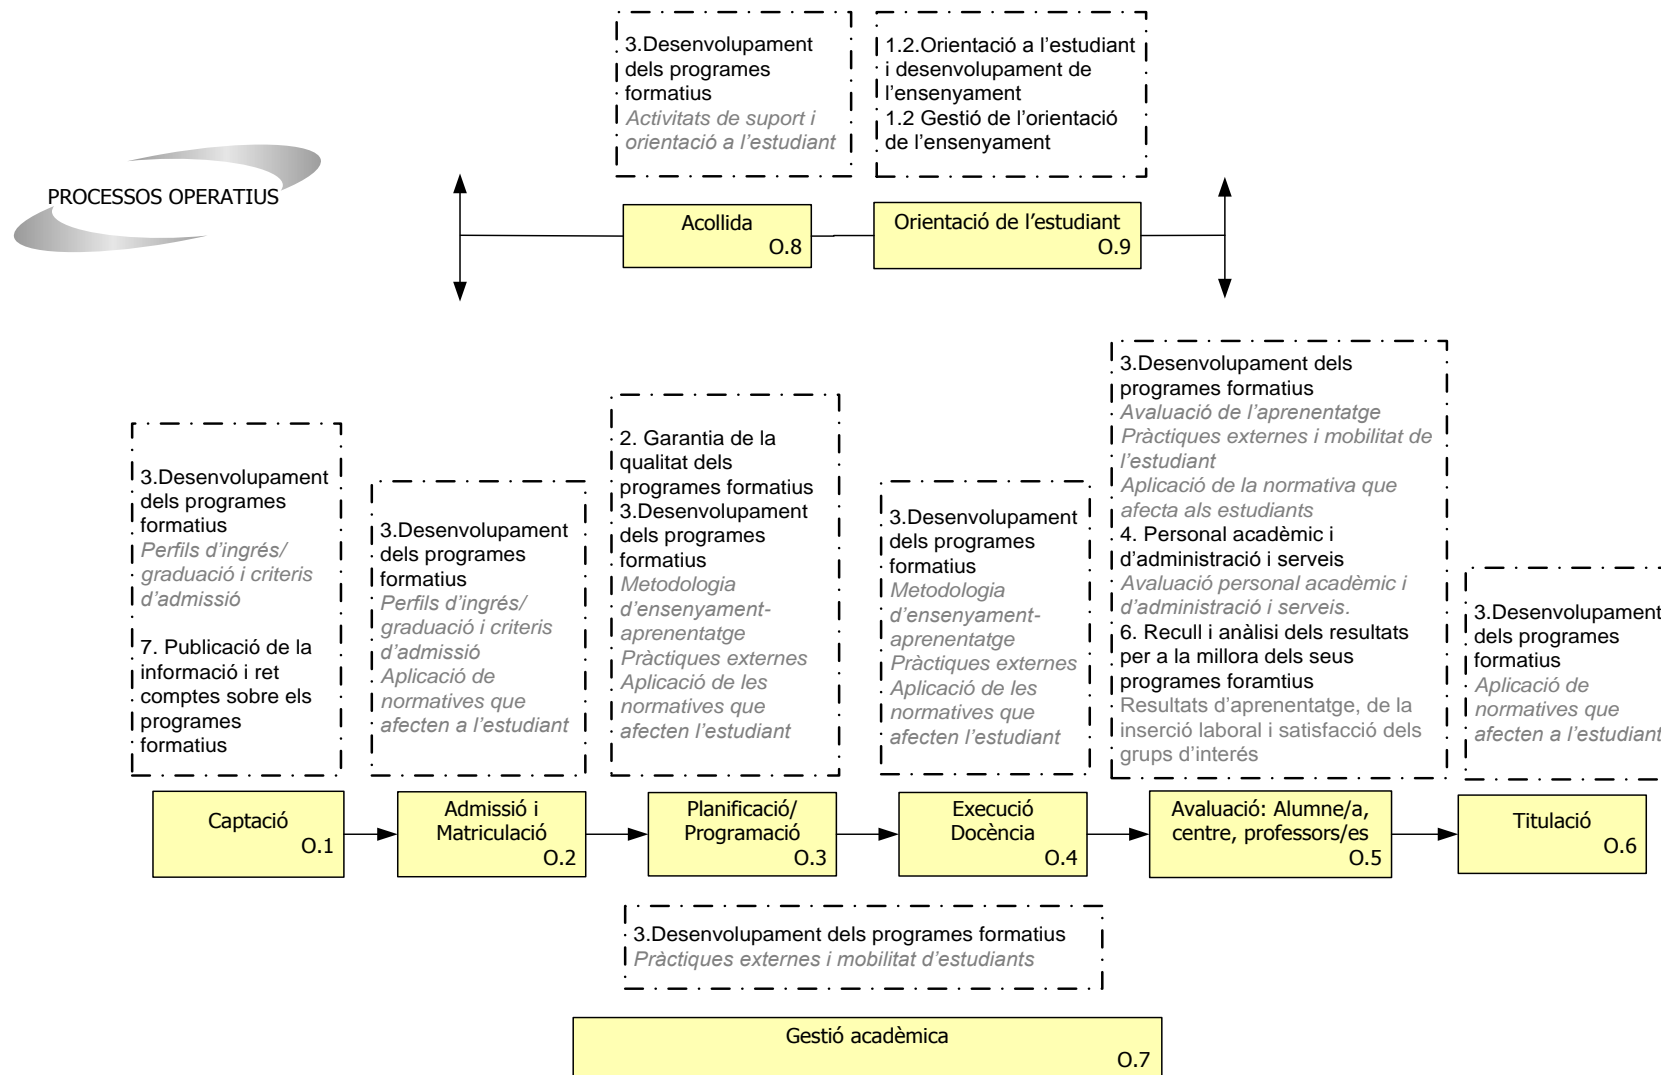 3.Desenvolupament
dels programes
formatius
Activitats de suport i
orientació a l’estudiant
1.2.Orientació a l’estudiant
i desenvolupament de
l’ensenyament
1.2 Gestió de l’orientació
de l’ensenyament
PROCESSOS OPERATIUS
Acollida
O.8
Orientació de l’estudiant
O.9
3.Desenvolupament
dels programes
formatius
Perfils d’ingrés/
graduació i criteris
d’admissió
7. Publicació de la
informació i ret
comptes sobre els
programes
formatius
3.Desenvolupament
dels programes
formatius
Perfils d’ingrés/
graduació i criteris
d’admissió
Aplicació de
normatives que
afecten a l’estudiant
2. Garantia de la
qualitat dels
programes formatius
3.Desenvolupament
dels programes
formatius
Metodologia
d’ensenyament-
aprenentatge
Pràctiques externes
Aplicació de les
normatives que
afecten l’estudiant
3.Desenvolupament
dels programes
formatius
Metodologia
d’ensenyament-
aprenentatge
Pràctiques externes
Aplicació de les
normatives que
afecten l’estudiant
3.Desenvolupament dels
programes formatius
Avaluació de l’aprenentatge
Pràctiques externes i mobilitat de
l’estudiant
Aplicació de la normativa que
afecta als estudiants
4. Personal acadèmic i
d’administració i serveis
Avaluació personal acadèmic i
d’administració i serveis.
6. Recull i anàlisi dels resultats
per a la millora dels seus
programes foramtius
Resultats d’aprenentatge, de la
inserció laboral i satisfacció dels
grups d’interés
3.Desenvolupament
dels programes
formatius
Aplicació de
normatives que
afecten a l’estudiant
Captació
O.1
Admissió i
Matriculació
O.2
Planificació/
Programació
O.3
Execució
Docència
O.4
Avaluació: Alumne/a,
centre, professors/es
O.5
Titulació
O.6
3.Desenvolupament dels programes formatius
Pràctiques externes i mobilitat d’estudiants
Gestió acadèmica
O.7